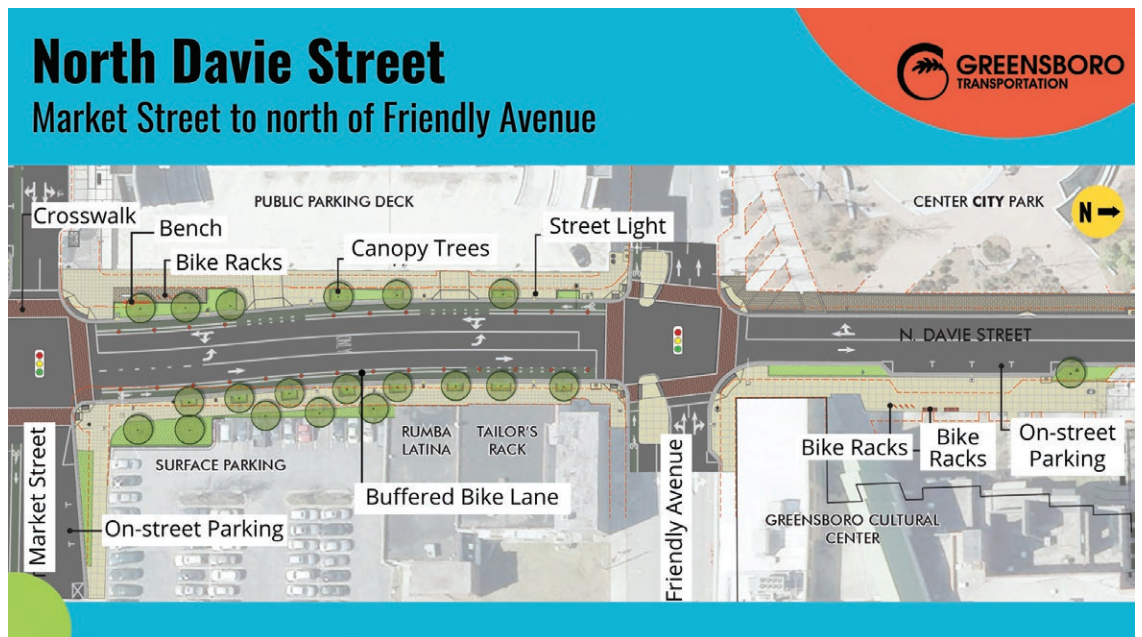 North Davie Street
Market Street to north of Friendly Avenue
GREENSBORO
TRANSPORTATION
PUBLIC PARKING DECK
CENTER CITY PARK
N
Crosswalk
Bench
Bike Racks
Canopy Trees
Street Light
N. DAVIE STREET
ONLY
Market Street
SURFACE PARKING
On-street Parking
RUMBA
LATINA
TAILOR'S
RACK
Buffered Bike Lane
Friendly Avenue
Bike Racks
Bike
Racks
On-street
Parking
GREENSBORO CULTURAL
CENTER